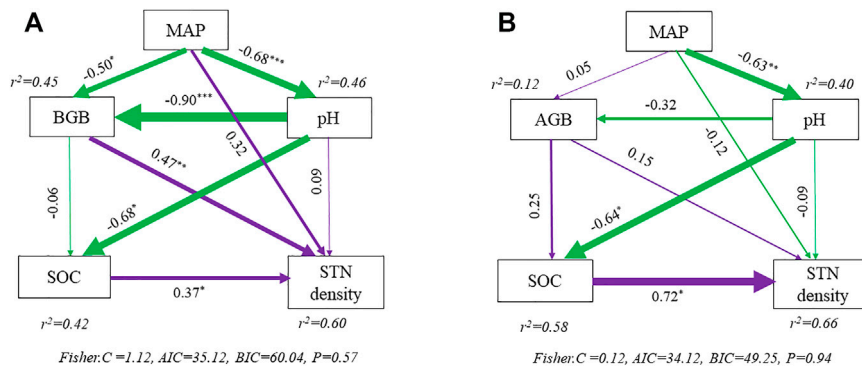 A
MAP
-0.50*
-0.68***
r²=0.45
r²=0.46
BGB
-0.90***
pH
0.32
0.47**
0.09
-0.06
-0.68*
SOC
0.37*
STN
density
r²=0.42
r²=0.60
Fisher.C =1.12, AIC=35.12, BIC=60.04, P=0.57
B
MAP
0.05
-0.63**
r²=0.12
r²=0.40
AGB
-0.32
pH
-0.12
0.15
0.25
-0.09
-0.64*
SOC
0.72*
STN
density
r²=0.58
r²=0.66
Fisher.C =0.12, AIC=34.12, BIC=49.25, P=0.94